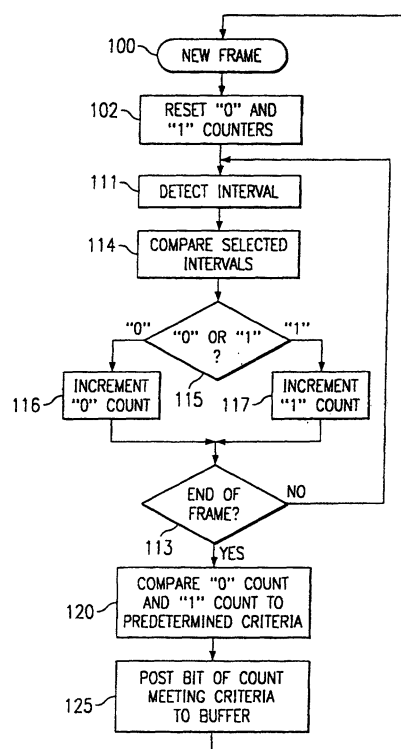 100
NEW FRAME
102
RESET "0" AND
"1" COUNTERS
111
DETECT INTERVAL
114
COMPARE SELECTED
INTERVALS
"0"
"0" OR "1"
?
"1"
115
116
INCREMENT
"0" COUNT
117
INCREMENT
"1" COUNT
END OF
FRAME?
NO
113
YES
120
COMPARE "0" COUNT
AND "1" COUNT TO
PREDETERMINED CRITERIA
125
POST BIT OF COUNT
MEETING CRITERIA
TO BUFFER